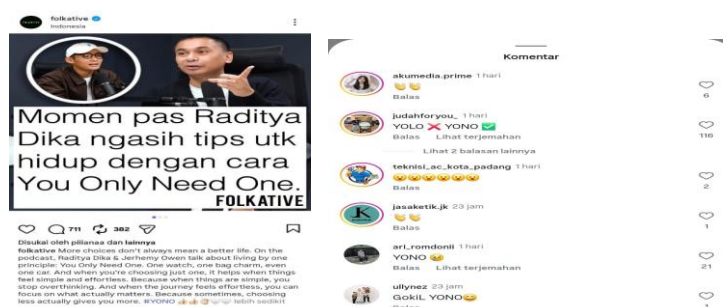 folkative
Indonesia
Momen pas Raditya
Dika ngasih tips utk
hidup dengan cara
You Only Need One.
FOLKATIVE
711 382
Disukai oleh pilianaa dan lainnya
folkative More choices don't always mean a better life. On the
podcast, Raditya Dika & Jerhemy Owen talk about living by one
principle: You Only Need One. One watch, one bag charm, even
one car. And when you're choosing just one, it helps when things
feel simple and effortless. Because when things are simple, you
stop overthinking. And when the journey feels effortless, you can
focus on what actually matters. Because sometimes, choosing
less actually gives you more. #YONO 👍🏻👍🏻 lebih sedikit
Komentar
akumedia.prime 1 hari
👏👏
Balas
6
judahforyou_ 1 hari
YOLO ❌ YONO ✅
Balas Lihat terjemahan
116
Lihat 2 balasan lainnya
teknisi_ac_kota_padang 1 hari
😮😮😮😮😮😮
Balas
2
jasaketik.jk 23 jam
👏👏
Balas
1
ari_romdonii 1 hari
YONO 😂
Balas Lihat terjemahan
21
ullynez 23 jam
GokiL YONO😄
1